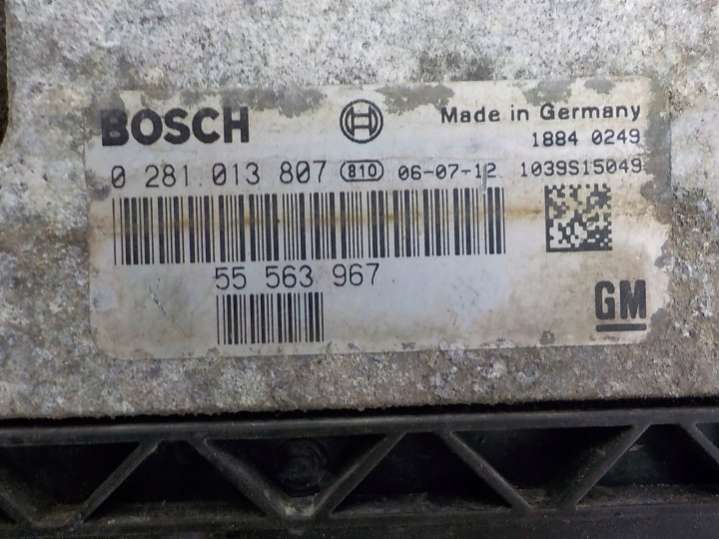 BOSCH Made in Germany
1884 0249
0 281 013 807 810 06-07-12 1039S15049
55 563 967
GM